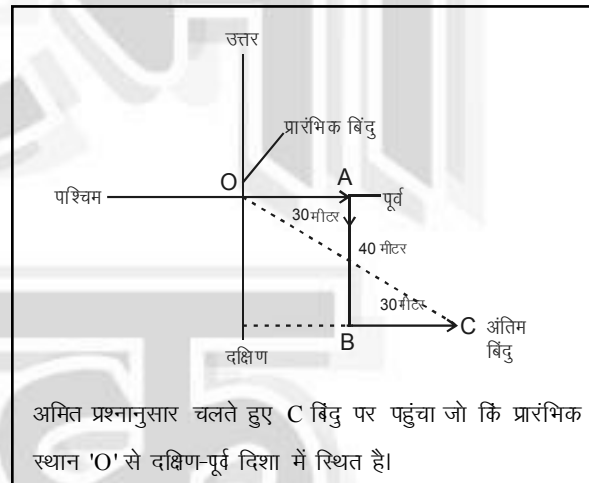 उत्तर
प्रारंभिक बिंदु
O
A
पश्चिम
पूर्व
30 मीटर
40 मीटर
30 मीटर
B
C
अंतिम
बिंदु
दक्षिण
अमित प्रश्नानुसार चलते हुए C बिंदु पर पहुंचा जो कि प्रारंभिक
स्थान 'O' से दक्षिण-पूर्व दिशा में स्थित है।